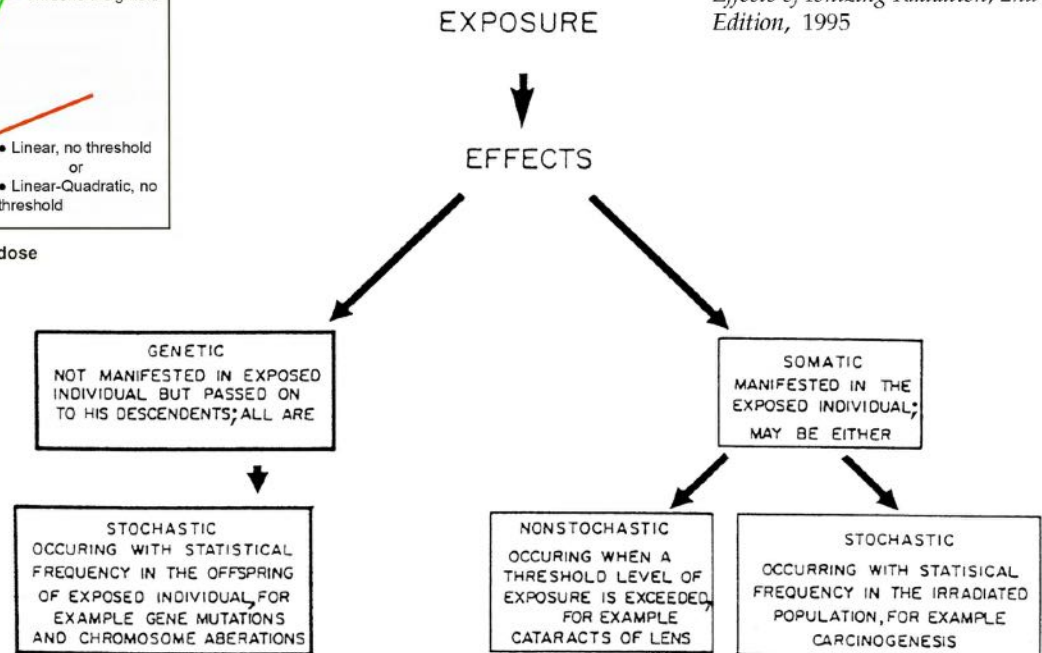 • Linear, no threshold
or
• Linear-Quadratic, no
threshold
dose
Edition, 1995
EXPOSURE
EFFECTS
GENETIC
NOT MANIFESTED IN EXPOSED
INDIVIDUAL BUT PASSED ON
TO HIS DESCENDENTS; ALL ARE
SOMATIC
MANIFESTED IN THE
EXPOSED INDIVIDUAL;
MAY BE EITHER
STOCHASTIC
OCCURING WITH STATISTICAL
FREQUENCY IN THE OFFSPRING
OF EXPOSED INDIVIDUAL, FOR
EXAMPLE GENE MUTATIONS
AND CHROMOSOME ABERATIONS
NONSTOCHASTIC
OCCURING WHEN A
THRESHOLD LEVEL OF
EXPOSURE IS EXCEEDED,
FOR EXAMPLE
CATARACTS OF LENS
STOCHASTIC
OCCURRING WITH STATISICAL
FREQUENCY IN THE IRRADIATED
POPULATION, FOR EXAMPLE
CARCINOGENESIS